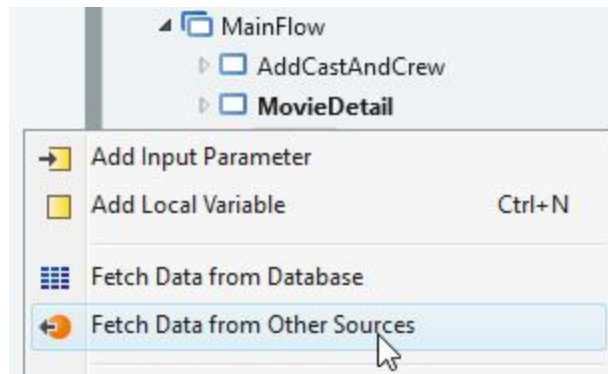 MainFlow
AddCastAndCrew
MovieDetail
Add Input Parameter
Add Local Variable Ctrl+N
Fetch Data from Database
Fetch Data from Other Sources